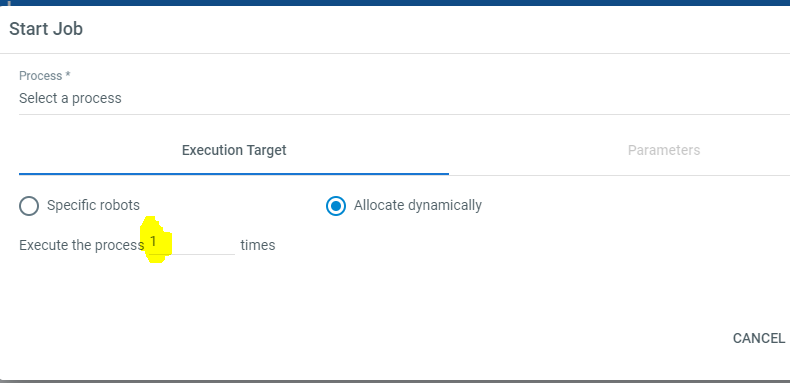 Start Job
Process *
Select a process
Execution Target Parameters
Specific robots Allocate dynamically
Execute the process 1 times
CANCEL